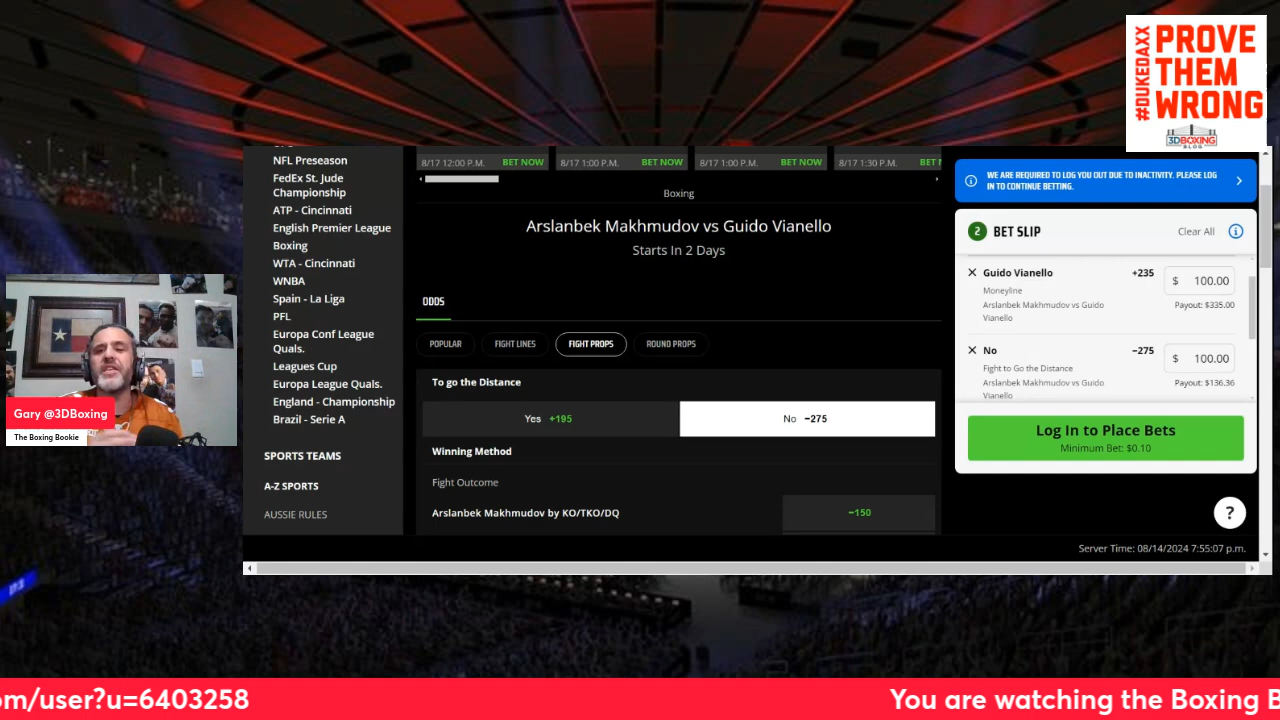 #DUKEDAXX
PROVE
THEM
WRONG
3DBOXING
BLOG
NFL Preseason
FedEx St. Jude
Championship
ATP - Cincinnati
English Premier League
Boxing
WTA - Cincinnati
WNBA
Spain - La Liga
PFL
Europa Conf League
Quals.
Leagues Cup
Europa League Quals.
England - Championship
Brazil - Serie A
SPORTS TEAMS
A-Z SPORTS
AUSSIE RULES
8/17 12:00 P.M. BET NOW
8/17 1:00 P.M. BET NOW
8/17 1:00 P.M. BET NOW
8/17 1:30 P.M. BET N
Boxing
Arslanbek Makhmudov vs Guido Vianello
Starts In 2 Days
ODDS
POPULAR
FIGHT LINES
FIGHT PROPS
ROUND PROPS
To go the Distance
Yes +195
No −275
Winning Method
Fight Outcome
Arslanbek Makhmudov by KO/TKO/DQ
−150
WE ARE REQUIRED TO LOG YOU OUT DUE TO INACTIVITY. PLEASE LOG
IN TO CONTINUE BETTING.
2 BET SLIP
Clear All
Guido Vianello +235
$ 100.00
Moneyline
Arslanbek Makhmudov vs Guido
Vianello
Payout: $335.00
No −275
$ 100.00
Fight to Go the Distance
Arslanbek Makhmudov vs Guido
Vianello
Payout: $136.36
Log In to Place Bets
Minimum Bet: $0.10
?
Server Time: 08/14/2024 7:55:07 p.m.
Gary @3DBoxing
The Boxing Bookie
om/user?u=6403258
You are watching the Boxing B